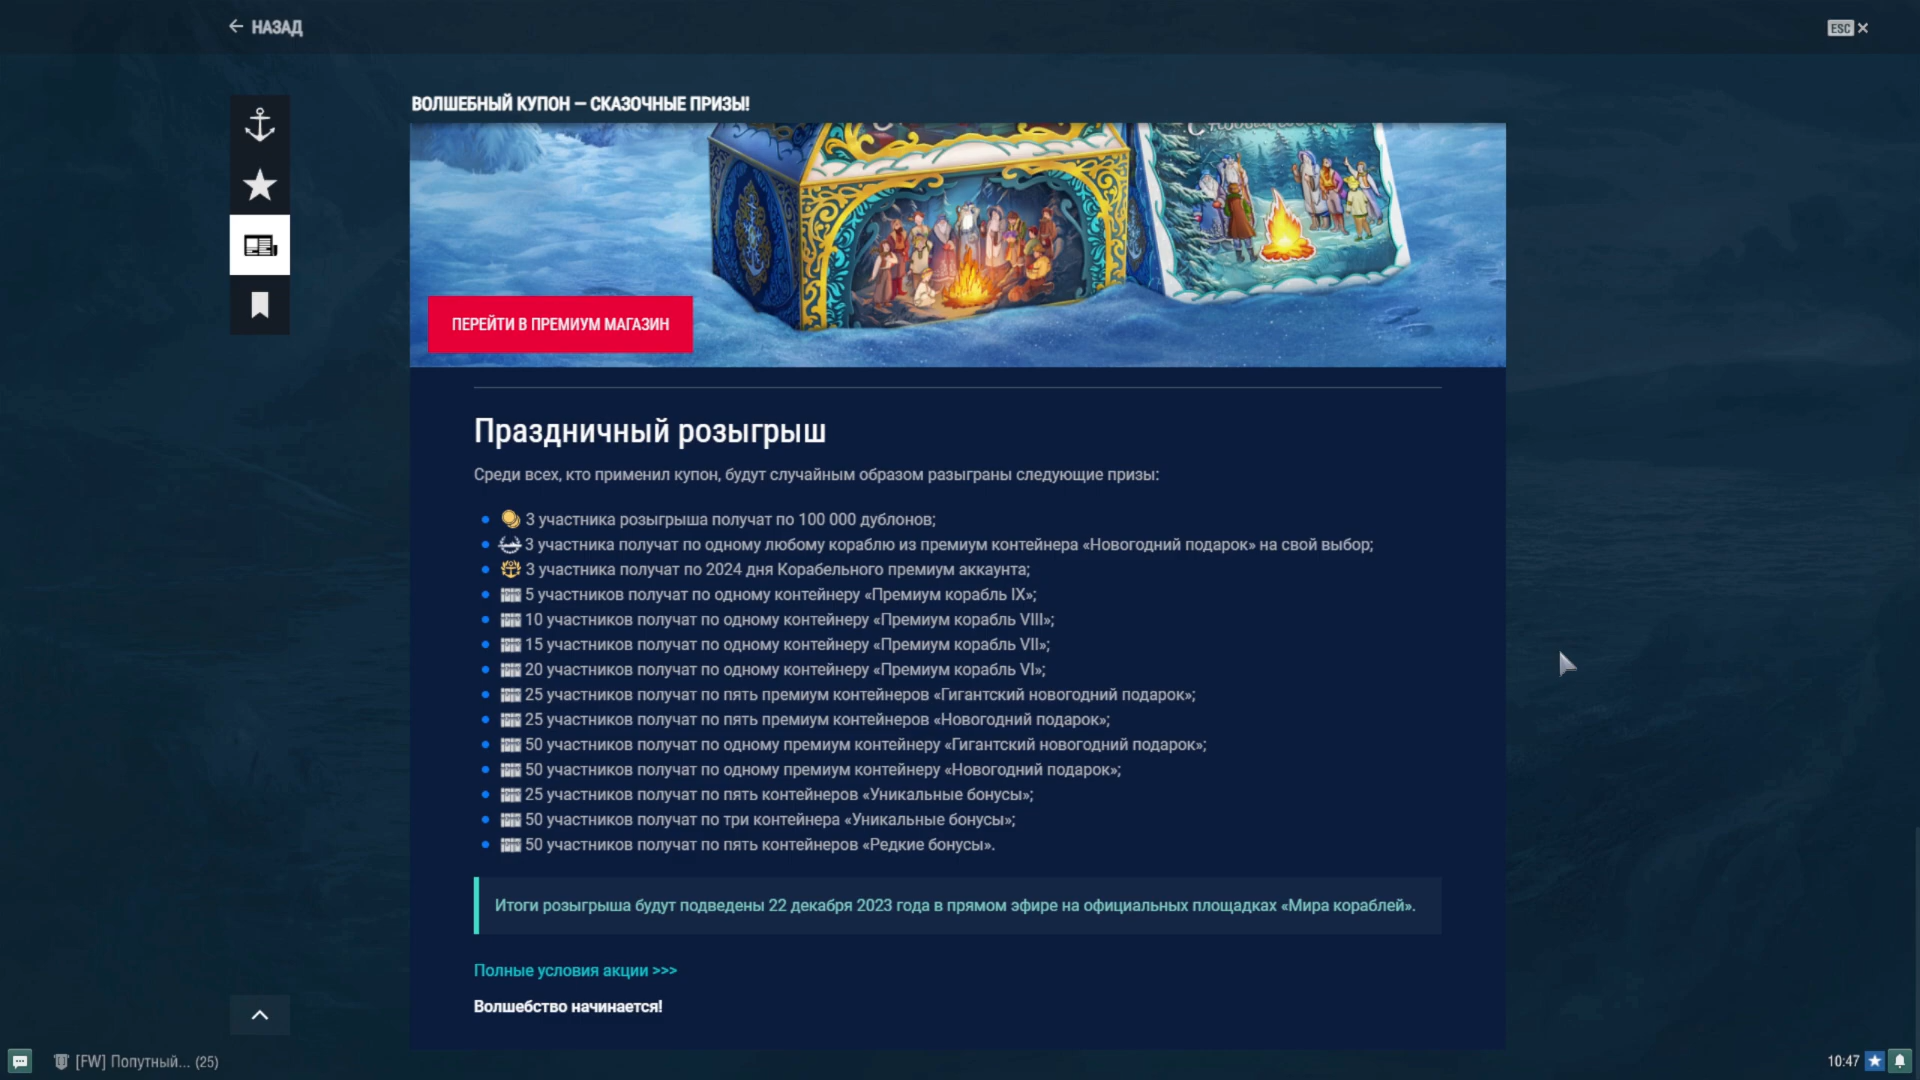 НАЗАД
ESC
ВОЛШЕБНЫЙ КУПОН — СКАЗОЧНЫЕ ПРИЗЫ!
ПЕРЕЙТИ В ПРЕМИУМ МАГАЗИН
Праздничный розыгрыш
Среди всех, кто применил купон, будут случайным образом разыграны следующие призы:
3 участника розыгрыша получат по 100 000 дублонов;
3 участника получат по одному любому кораблю из премиум контейнера «Новогодний подарок» на свой выбор;
3 участника получат по 2024 дня Корабельного премиум аккаунта;
5 участников получат по одному контейнеру «Премиум корабль IX»;
10 участников получат по одному контейнеру «Премиум корабль VIII»;
15 участников получат по одному контейнеру «Премиум корабль VII»;
20 участников получат по одному контейнеру «Премиум корабль VI»;
25 участников получат по пять премиум контейнеров «Гигантский новогодний подарок»;
25 участников получат по пять премиум контейнеров «Новогодний подарок»;
50 участников получат по одному премиум контейнеру «Гигантский новогодний подарок»;
50 участников получат по одному премиум контейнеру «Новогодний подарок»;
25 участников получат по пять контейнеров «Уникальные бонусы»;
50 участников получат по три контейнера «Уникальные бонусы»;
50 участников получат по пять контейнеров «Редкие бонусы».
Итоги розыгрыша будут подведены 22 декабря 2023 года в прямом эфире на официальных площадках «Мира кораблей».
Полные условия акции >>>
Волшебство начинается!
[FW] Попутный... (25)
10:47